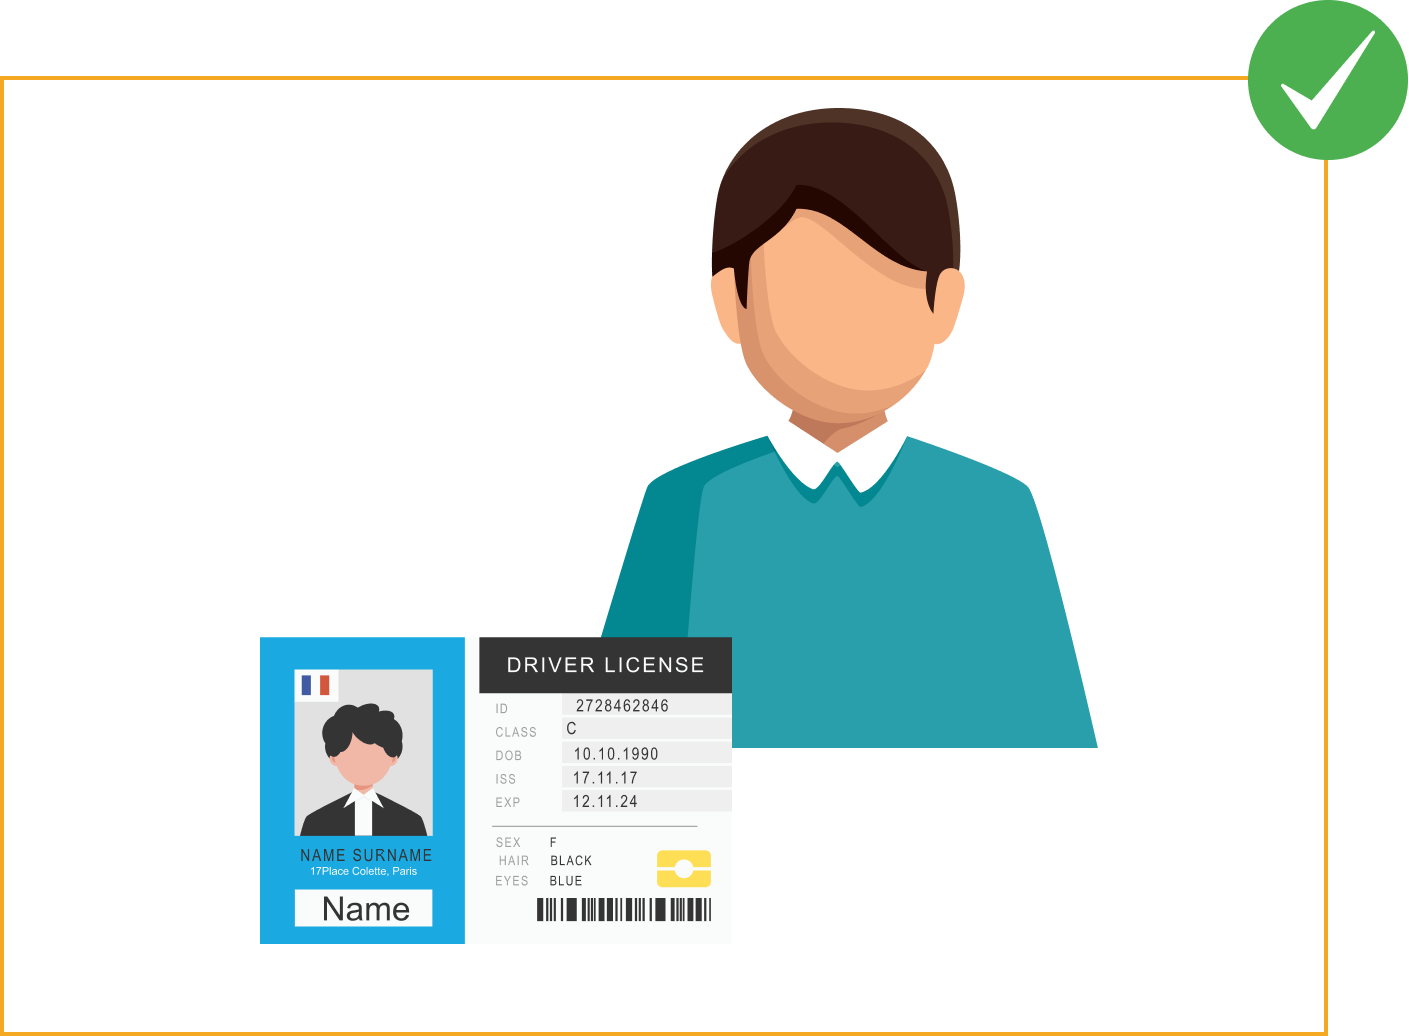 NAME SURNAME
17Place Colette, Paris
Name
DRIVER LICENSE
ID 2728462846
CLASS C
DOB 10.10.1990
ISS 17.11.17
EXP 12.11.24
SEX F
HAIR BLACK
EYES BLUE